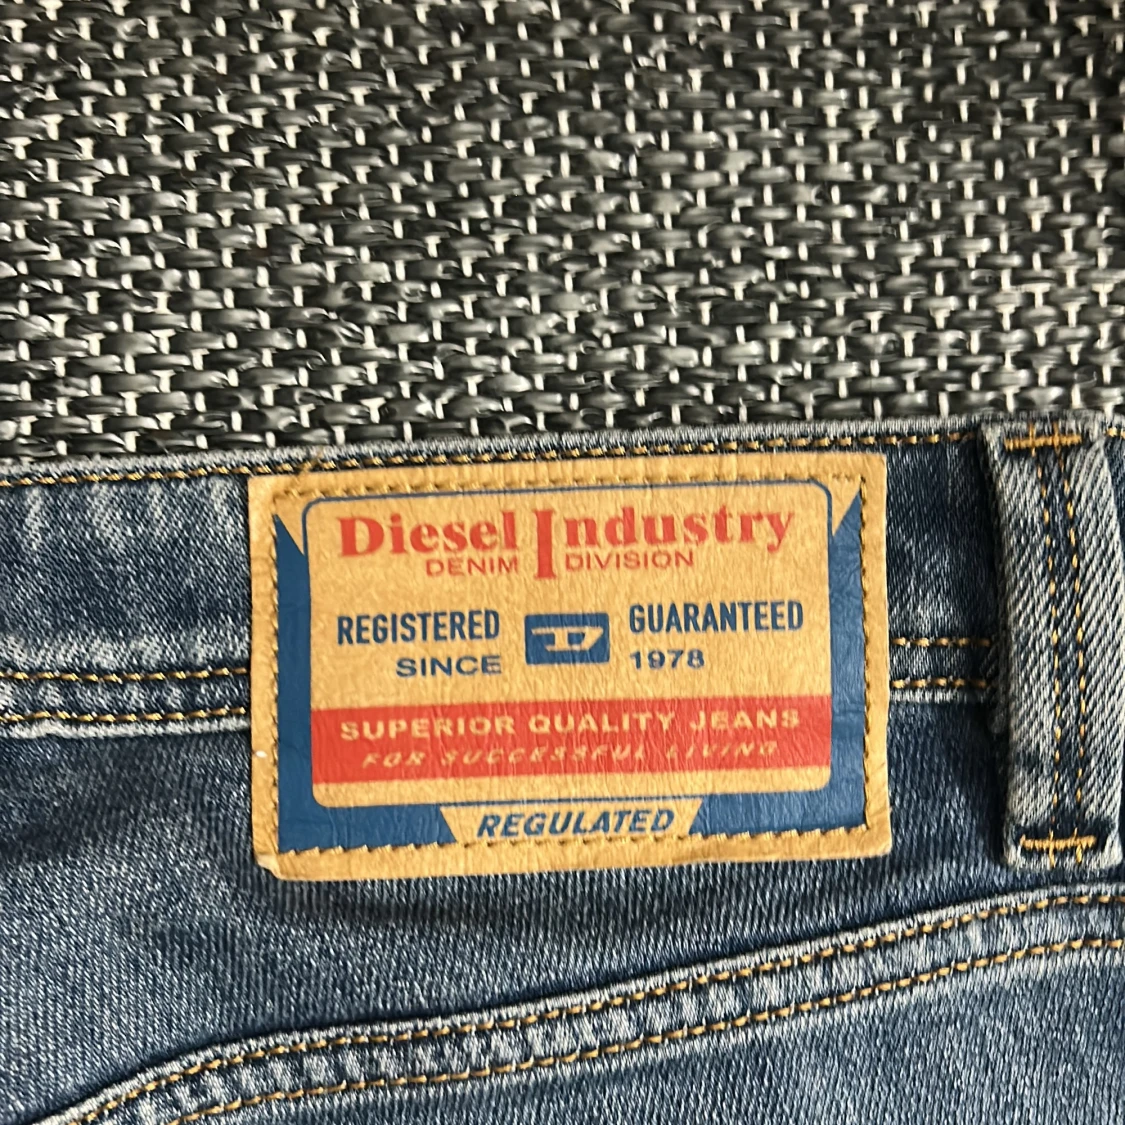 Diesel Industry
DENIM DIVISION
REGISTERED D GUARANTEED
SINCE 1978
SUPERIOR QUALITY JEANS
FOR SUCCESSFUL LIVING
REGULATED